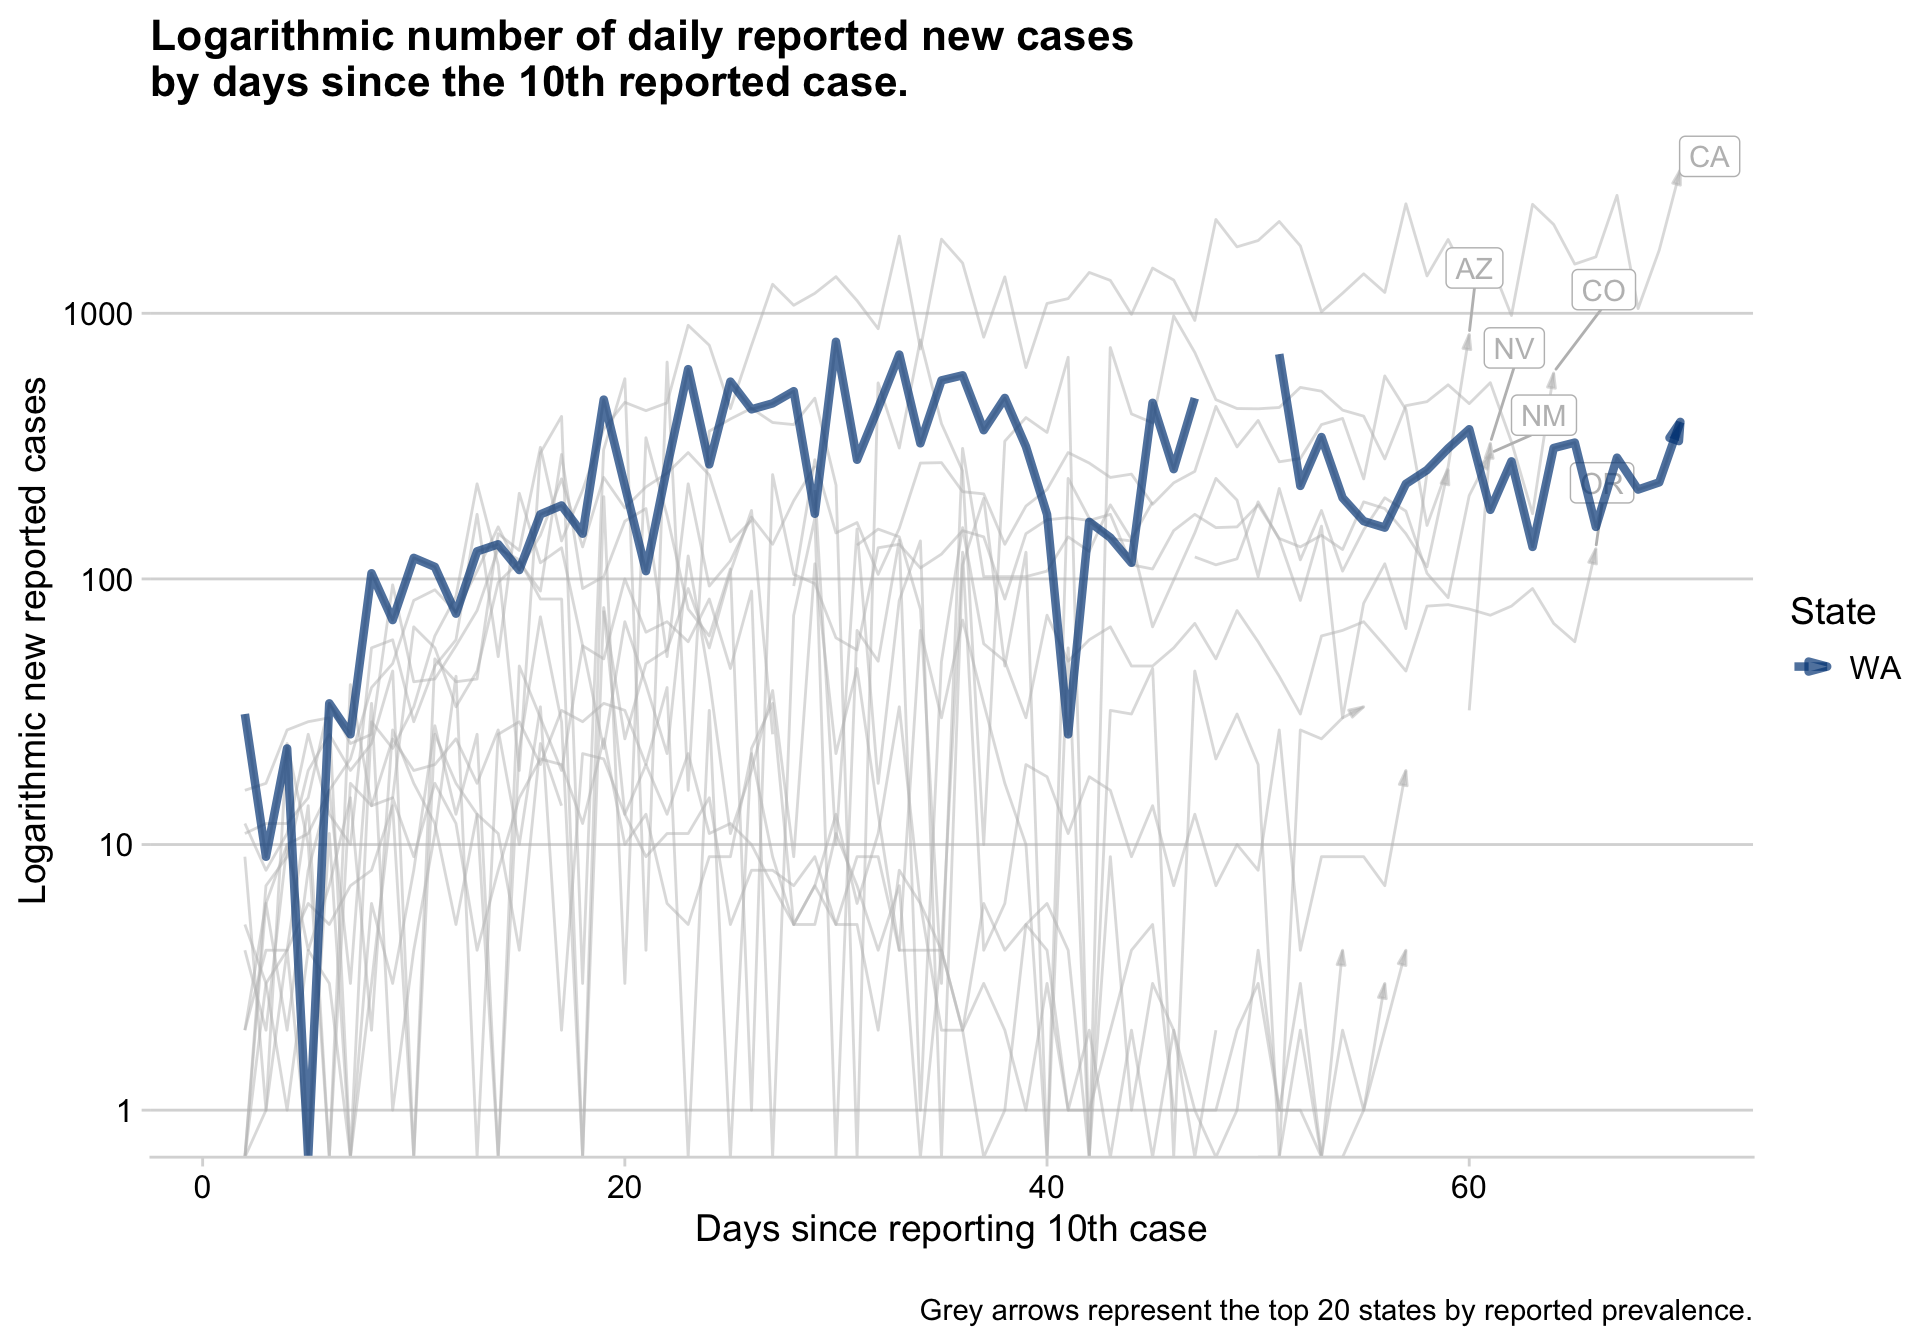 Logarithmic number of daily reported new cases
by days since the 10th reported case.
Logarithmic new reported cases
1000
100
10
1
CA
AZ
CO
NV
NM
OR
State
WA
0
20
40
60
Days since reporting 10th case
Grey arrows represent the top 20 states by reported prevalence.